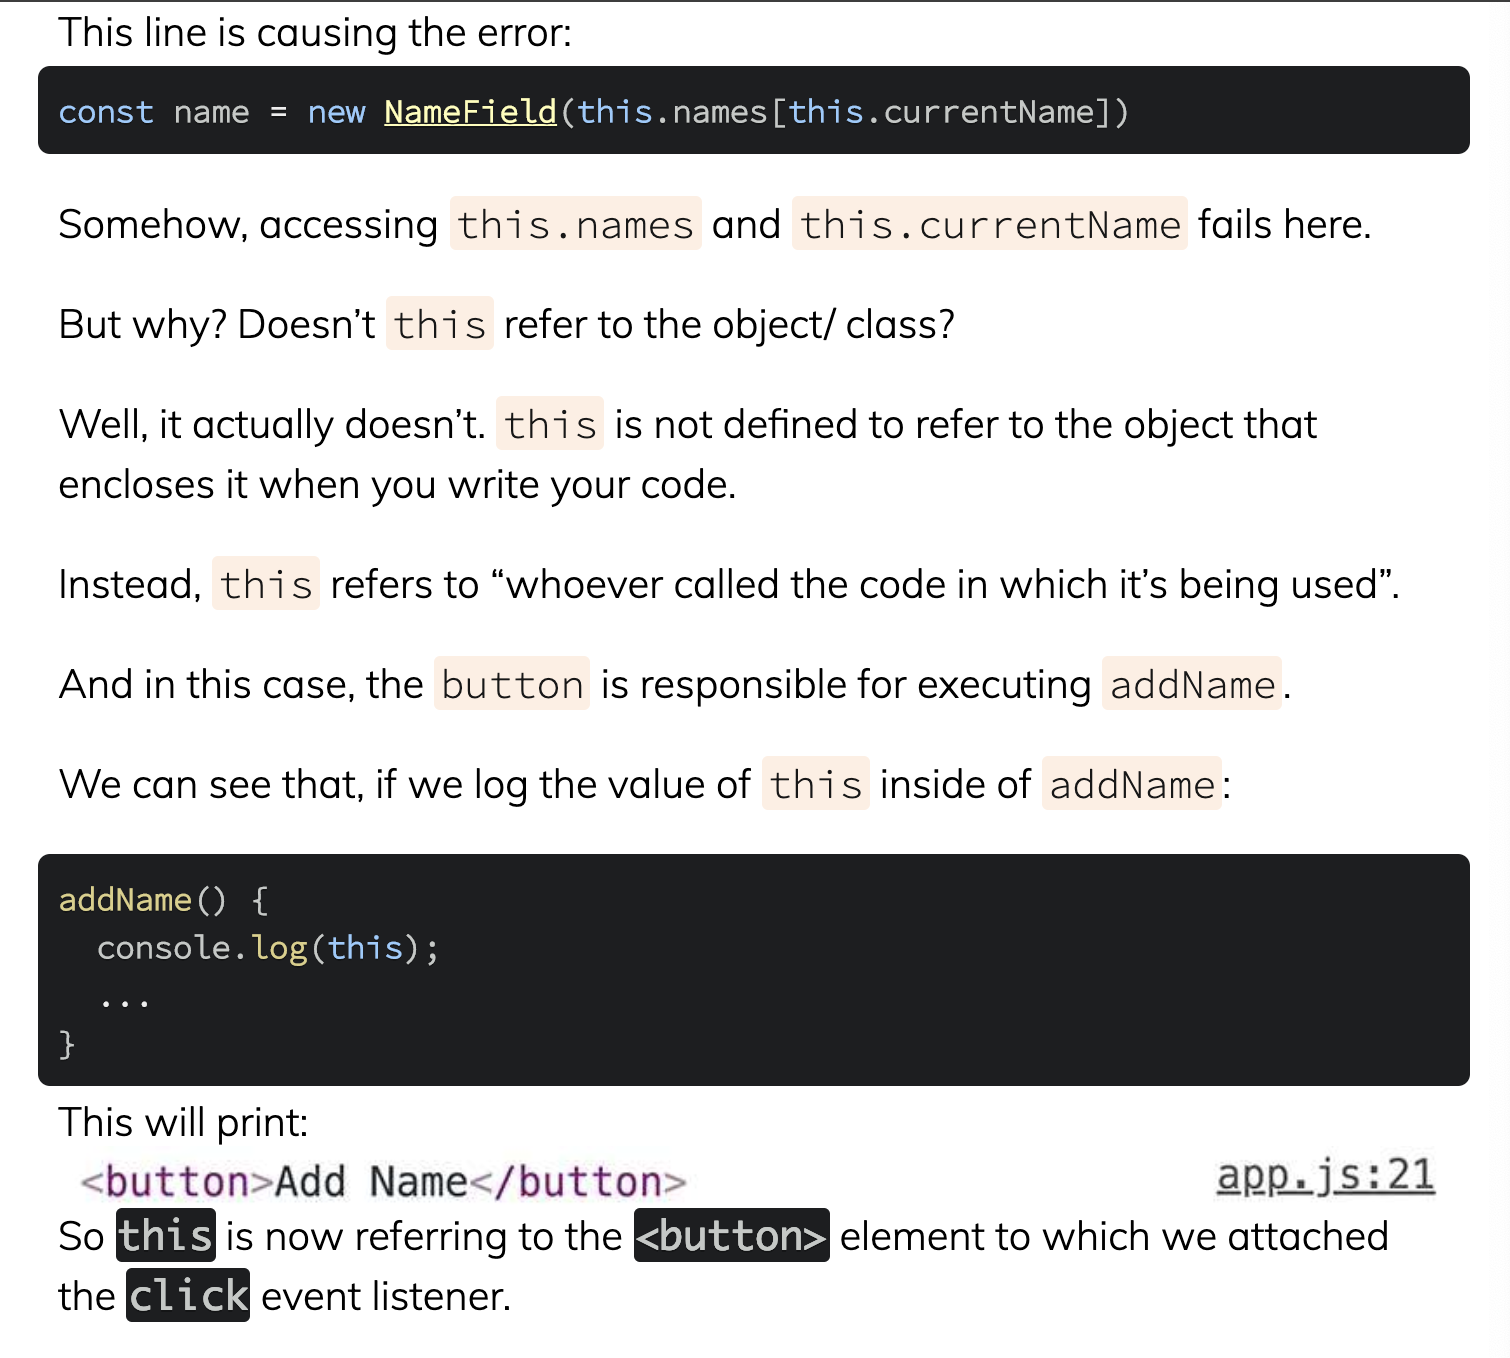 This line is causing the error:
const name = new NameField(this.names[this.currentName])
Somehow, accessing this.names and this.currentName fails here.
But why? Doesn’t this refer to the object/ class?
Well, it actually doesn’t. this is not defined to refer to the object that
encloses it when you write your code.
Instead, this refers to “whoever called the code in which it’s being used”.
And in this case, the button is responsible for executing addName.
We can see that, if we log the value of this inside of addName:
addName() {
  console.log(this);
  ...
}
This will print:
<button>Add Name</button> app.js:21
So this is now referring to the <button> element to which we attached
the click event listener.